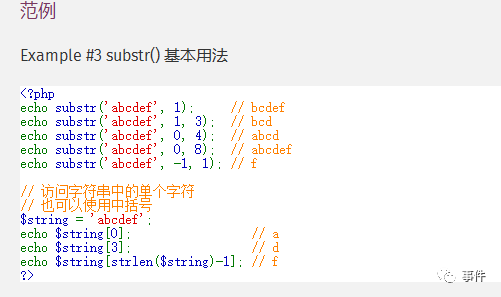 范例
Example #3 substr() 基本用法
<?php
echo substr('abcdef', 1);     // bcdef
echo substr('abcdef', 1, 3);  // bcd
echo substr('abcdef', 0, 4);  // abcd
echo substr('abcdef', 0, 8);  // abcdef
echo substr('abcdef', -1, 1); // f
// 访问字符串中的单个字符
// 也可以使用中括号
$string = 'abcdef';
echo $string[0];                 // a
echo $string[3];                 // d
echo $string[strlen($string)-1]; // f
?>
事件